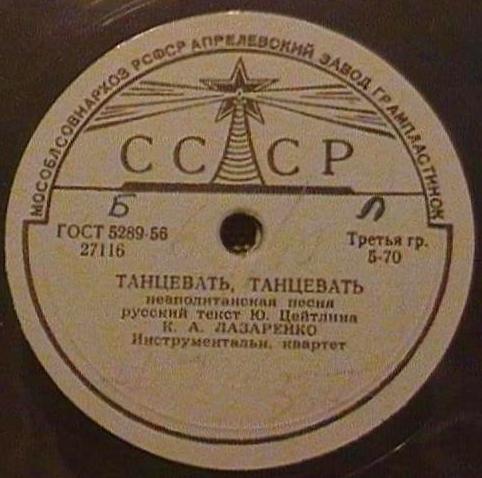 МОСОБЛСОВНАРХОЗ РСФСР АПРЕЛЕВСКИЙ ЗАВОД ГРАМПЛАСТИНОК
СССР
Б
ГОСТ 5289-56
27116
Третья гр.
5-70
ТАНЦЕВАТЬ, ТАНЦЕВАТЬ
неаполитанская песня
русский текст Ю. Цейтлина
К. А. ЛАЗАРЕНКО
Инструментальн. квартет